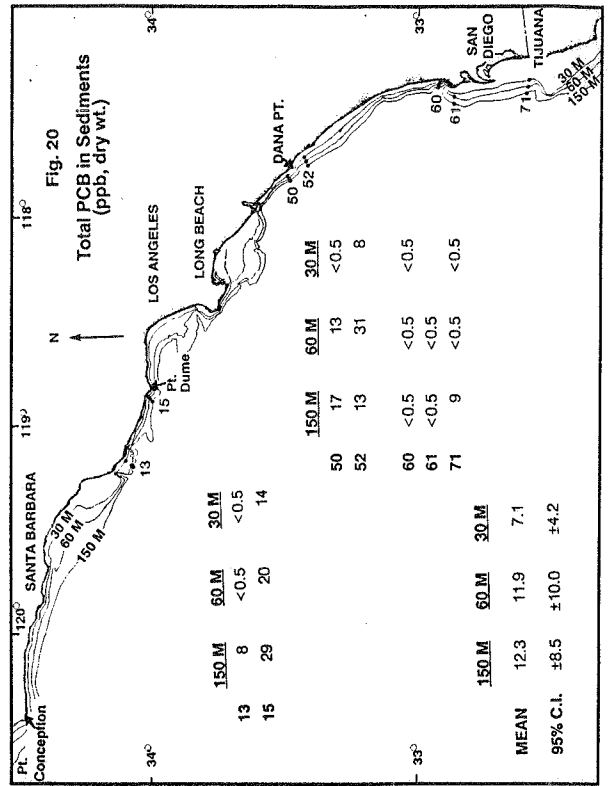 Fig. 20
Total PCB in Sediments
(ppb, dry wt.)
120°
119°
118°
34°
33°
34°
33°
N
Pt.
Conception
SANTA BARBARA
30 M
60 M
150 M
13
15
Pt.
Dume
LOS ANGELES
LONG BEACH
DANA PT.
50
52
60
61
71
SAN
DIEGO
TIJUANA
30 M
60-M
150-M
150 M 60 M 30 M
13 8 <0.5 <0.5
15 29 20 14
150 M 60 M 30 M
50 17 13 <0.5
52 13 31 8
60 <0.5 <0.5 <0.5
61 <0.5 <0.5
71 9 <0.5 <0.5
150 M 60 M 30 M
MEAN 12.3 11.9 7.1
95% C.I. ±8.5 ±10.0 ±4.2